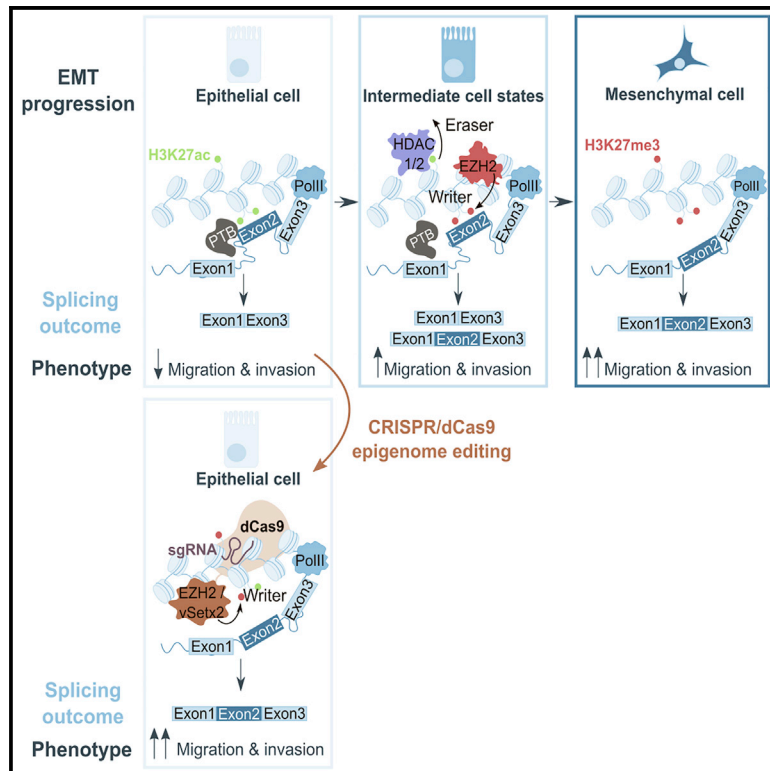 EMT
progression
Epithelial cell
H3K27ac
PolII
PTB
Exon2
Exon3
Exon1
Splicing
outcome
Exon1 Exon3
Phenotype
Migration & invasion
Intermediate cell states
HDAC
1/2
Eraser
EZH2
Writer
PolII
PTB
Exon2
Exon3
Exon1
Exon1 Exon3
Exon1 Exon2 Exon3
Migration & invasion
Mesenchymal cell
H3K27me3
PolII
Exon3
Exon1
Exon2
Exon1 Exon2 Exon3
Migration & invasion
CRISPR/dCas9
epigenome editing
Epithelial cell
dCas9
sgRNA
PolII
EZH2 /
vSetx2
Writer
Exon3
Exon2
Exon1
Splicing
outcome
Exon1 Exon2 Exon3
Phenotype
Migration & invasion